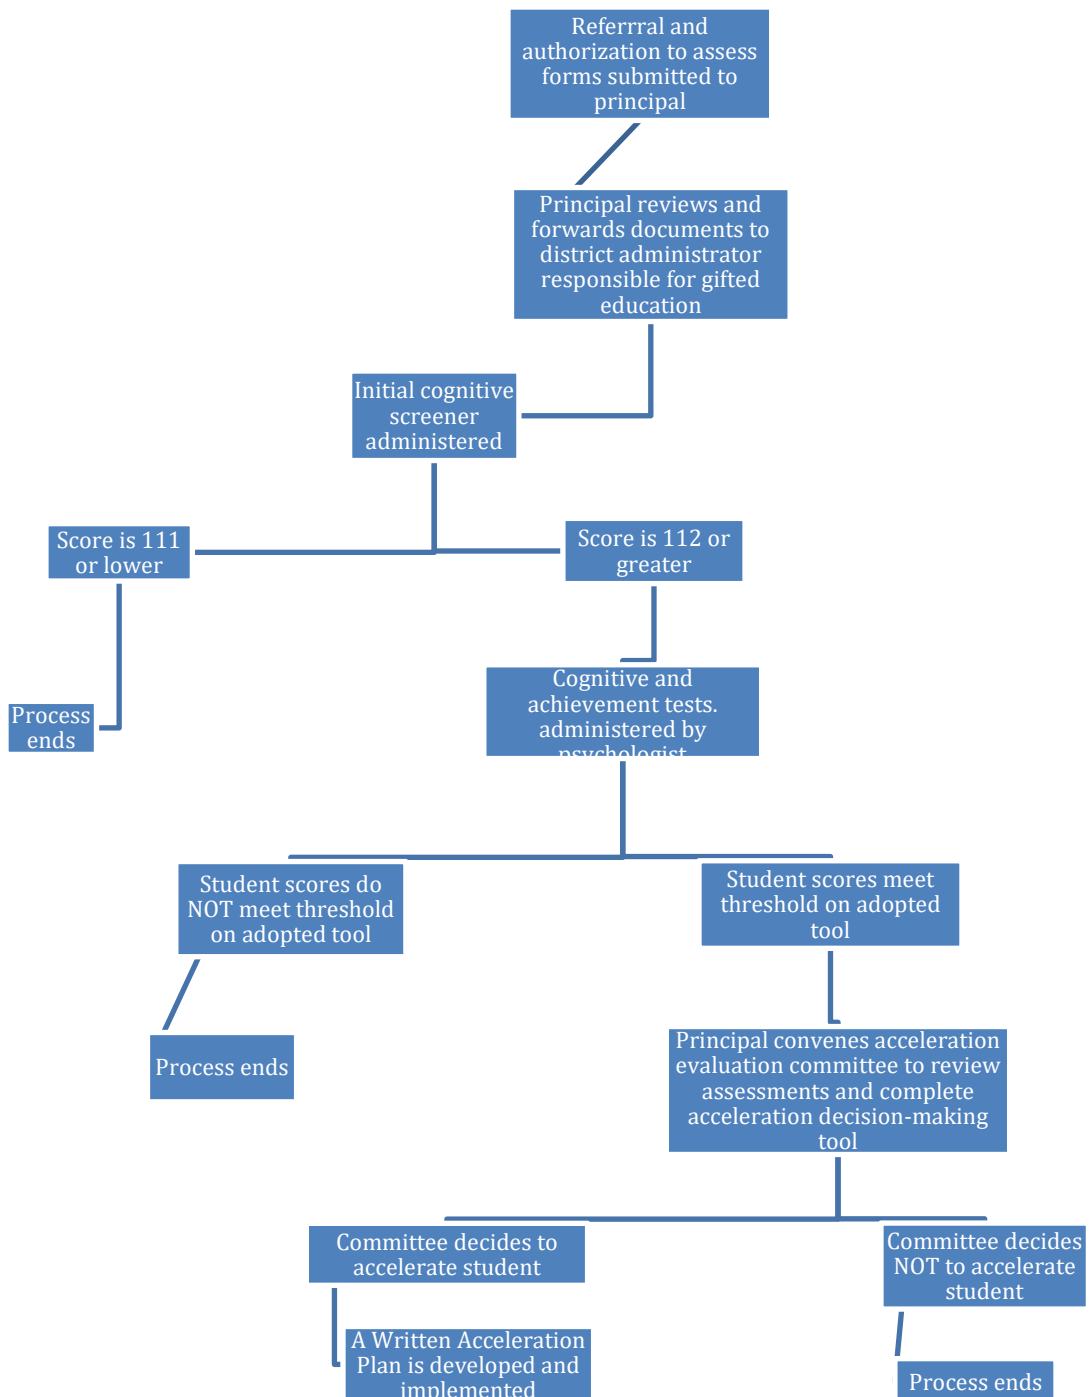 Referrral and
authorization to assess
forms submitted to
principal
Principal reviews and
forwards documents to
district administrator
responsible for gifted
education
Initial cognitive
screener
administered
Score is 111
or lower
Score is 112 or
greater
Process
ends
Cognitive and
achievement tests.
administered by
psychologist
Student scores do
NOT meet threshold
on adopted tool
Student scores meet
threshold on adopted
tool
Process ends
Principal convenes acceleration
evaluation committee to review
assessments and complete
acceleration decision-making
tool
Committee decides to
accelerate student
Committee decides
NOT to accelerate
student
A Written Acceleration
Plan is developed and
implemented
Process ends